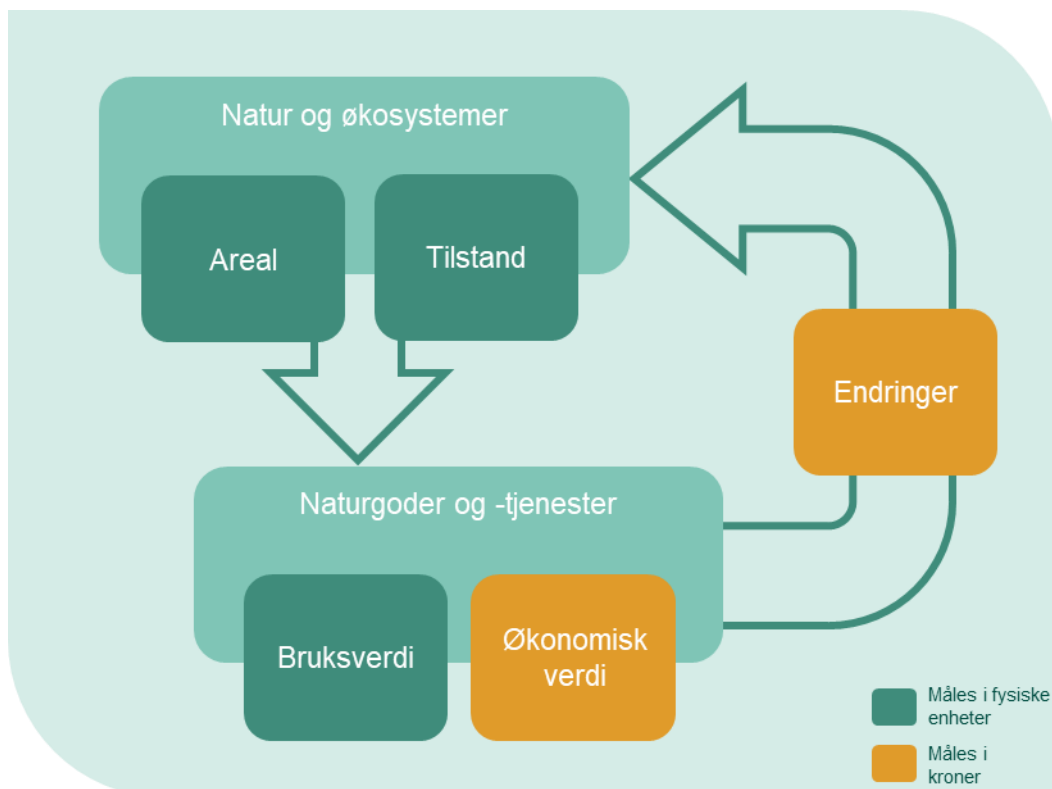 Natur og økosystemer
Areal
Tilstand
Endringer
Naturgoder og -tjenester
Bruksverdi
Økonomisk
verdi
Måles i fysiske
enheter
Måles i
kroner